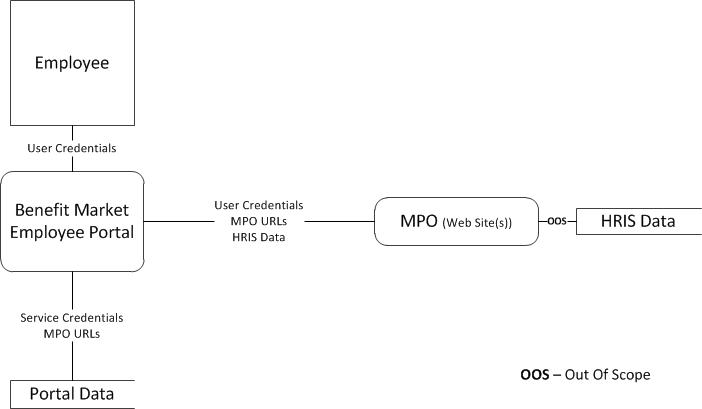 Employee
User Credentials
Benefit Market
Employee Portal
User Credentials
MPO URLs
HRIS Data
MPO (Web Site(s))
OOS
HRIS Data
Service Credentials
MPO URLs
Portal Data
OOS – Out Of Scope